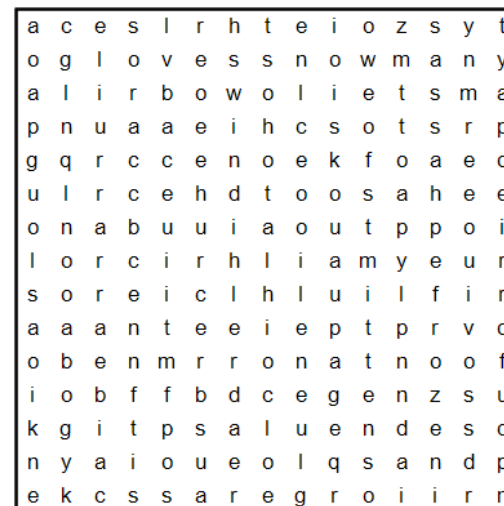 a c e s l r h t e i o z s y t
o g l o v e s s n o w m a n y
a l i r b o w o l i e t s m a
p n u a a e i h c s o t s r p
g q r c c e n o e k f o a e c
u l r c e h d t o o s a h e e
o n a b u u i a o u t p p o i
l o r c i r h l i a m y e u r
s o r e i c l h l u i l f i r
a a a n t e e i e p t p r v c
o b e n m r r o n a t n o o f
i o b f f b d c e g e n z s u
k g i t p s a l u e n d e s c
n y a i o u e o l q s a n d p
e k c s s a r e g r o i i r r